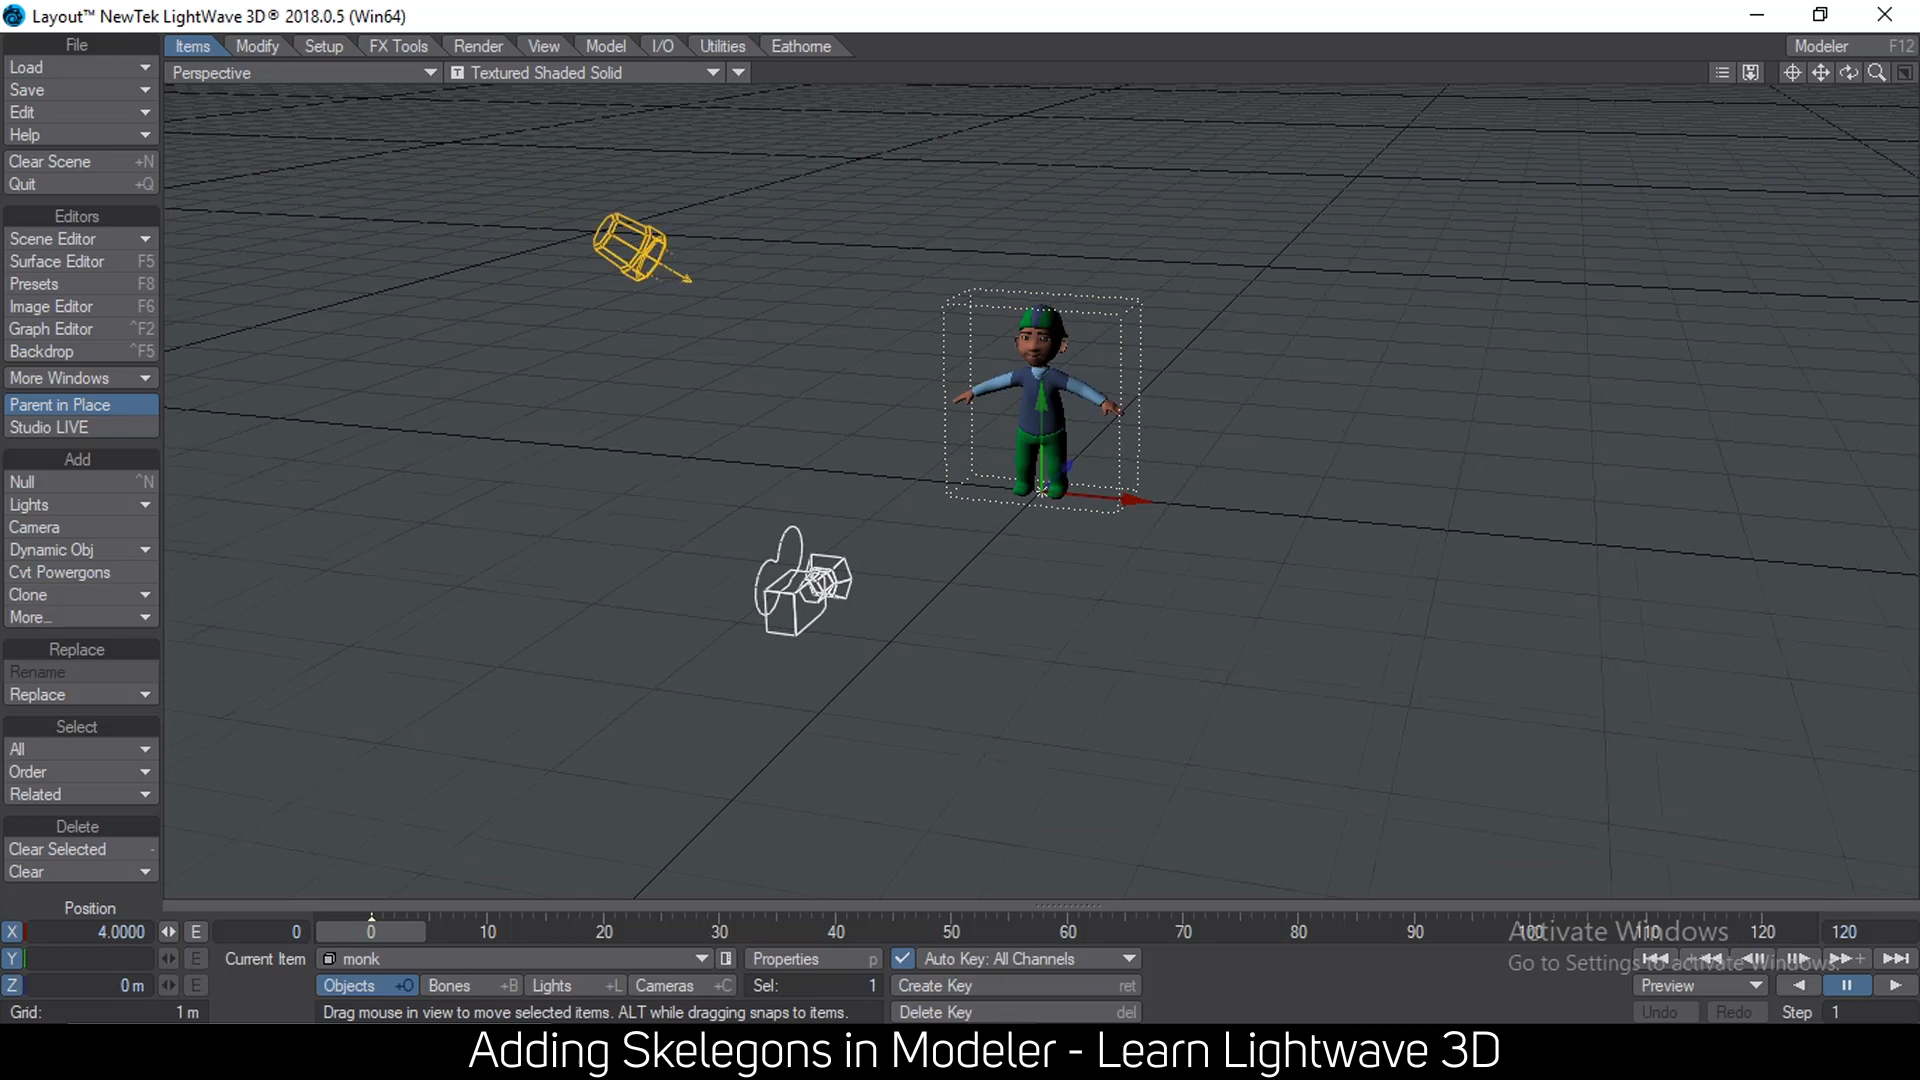 Layout™ NewTek LightWave 3D® 2018.0.5 (Win64)
File
Items Modify Setup FX Tools Render View Model I/O Utilities Eathorne
Modeler F12
Perspective
T Textured Shaded Solid
Load
Save
Edit
Help
Clear Scene +N
Quit +Q
Editors
Scene Editor
Surface Editor F5
Presets F8
Image Editor F6
Graph Editor ^F2
Backdrop ^F5
More Windows
Parent in Place
Studio LIVE
Add
Null ^N
Lights
Camera
Dynamic Obj
Cvt Powergons
Clone
More...
Replace
Rename
Replace
Select
All
Order
Related
Delete
Clear Selected -
Clear
Position
X 4.0000 E
Y E
Z 0 m E
Grid: 1 m
0 0 10 20 30 40 50 60 70 80 90 100 110 120 120
Current Item monk
Properties p
Auto Key: All Channels
Objects +O Bones +B Lights +L Cameras +C
Sel: 1
Create Key ret
Drag mouse in view to move selected items. ALT while dragging snaps to items.
Delete Key del
Activate Windows
Go to Settings to activate Windows.
Preview
Undo Redo Step 1
Adding Skelegons in Modeler - Learn Lightwave 3D